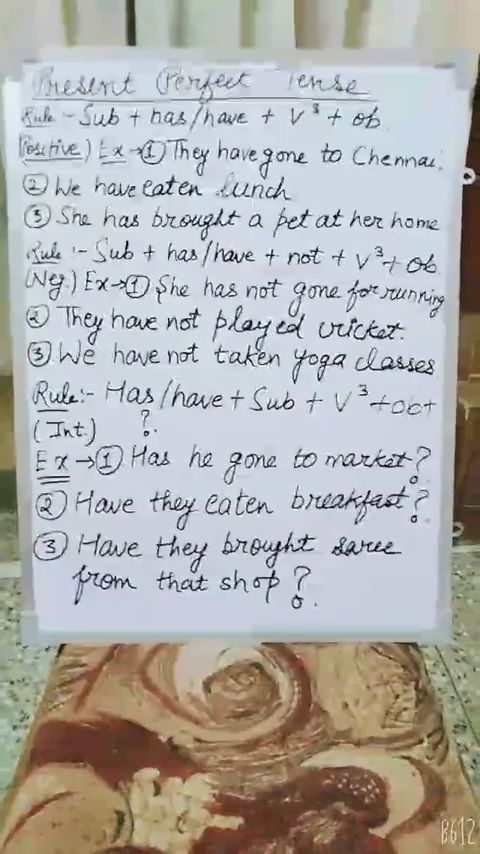 Present Perfect Tense
Rule - Sub + has/have + V³ + ob
(Positive) Ex → ① They have gone to Chennai.
② We have eaten lunch
③ She has brought a pet at her home
Rule :- Sub + has/have + not + V³ + ob
(Neg.) Ex → ① She has not gone for running
② They have not played cricket.
③ We have not taken yoga classes
Rule:- Has/have + Sub + V³ + ob +
(Int.) ?
Ex → ① Has he gone to market?
② Have they eaten breakfast?
③ Have they brought saree
from that shop?
B612